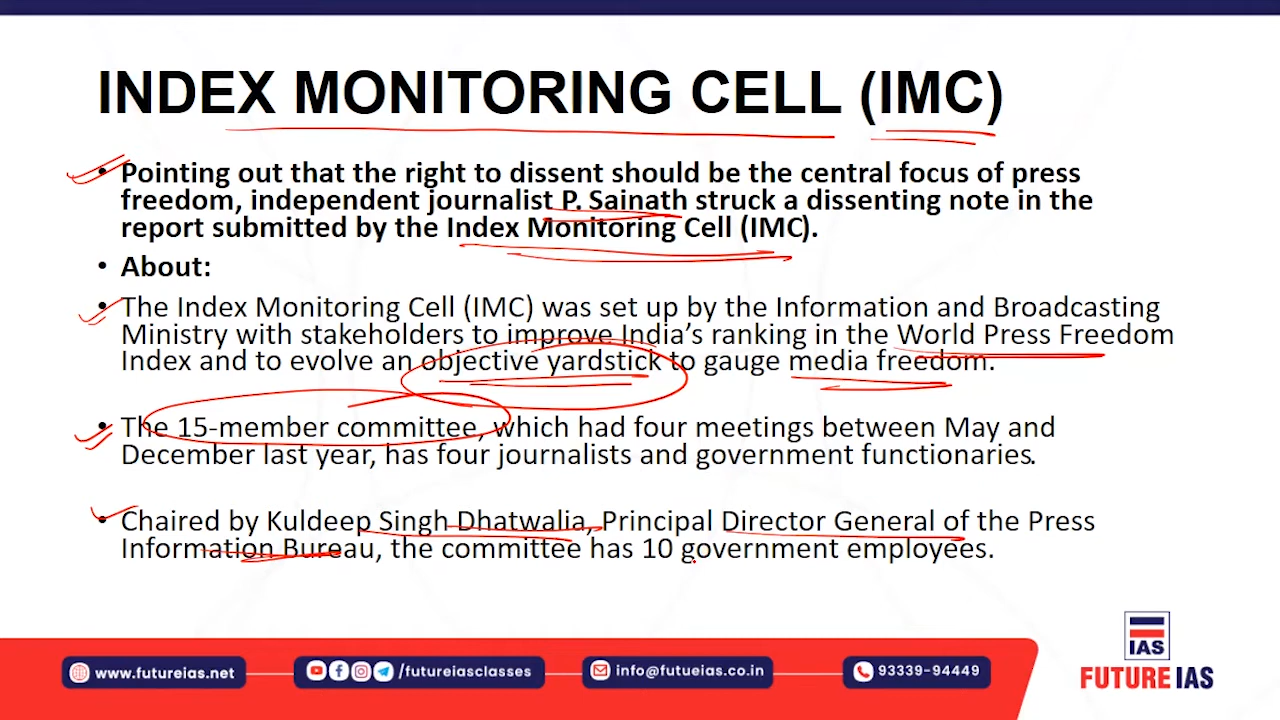 INDEX MONITORING CELL (IMC)
• Pointing out that the right to dissent should be the central focus of press
freedom, independent journalist P. Sainath struck a dissenting note in the
report submitted by the Index Monitoring Cell (IMC).
• About:
• The Index Monitoring Cell (IMC) was set up by the Information and Broadcasting
Ministry with stakeholders to improve India's ranking in the World Press Freedom
Index and to evolve an objective yardstick to gauge media freedom.
• The 15-member committee, which had four meetings between May and
December last year, has four journalists and government functionaries.
• Chaired by Kuldeep Singh Dhatwalia, Principal Director General of the Press
Information Bureau, the committee has 10 government employees.
IAS
FUTURE IAS
www.futureias.net
/futureiasclasses
info@futueias.co.in
93339-94449